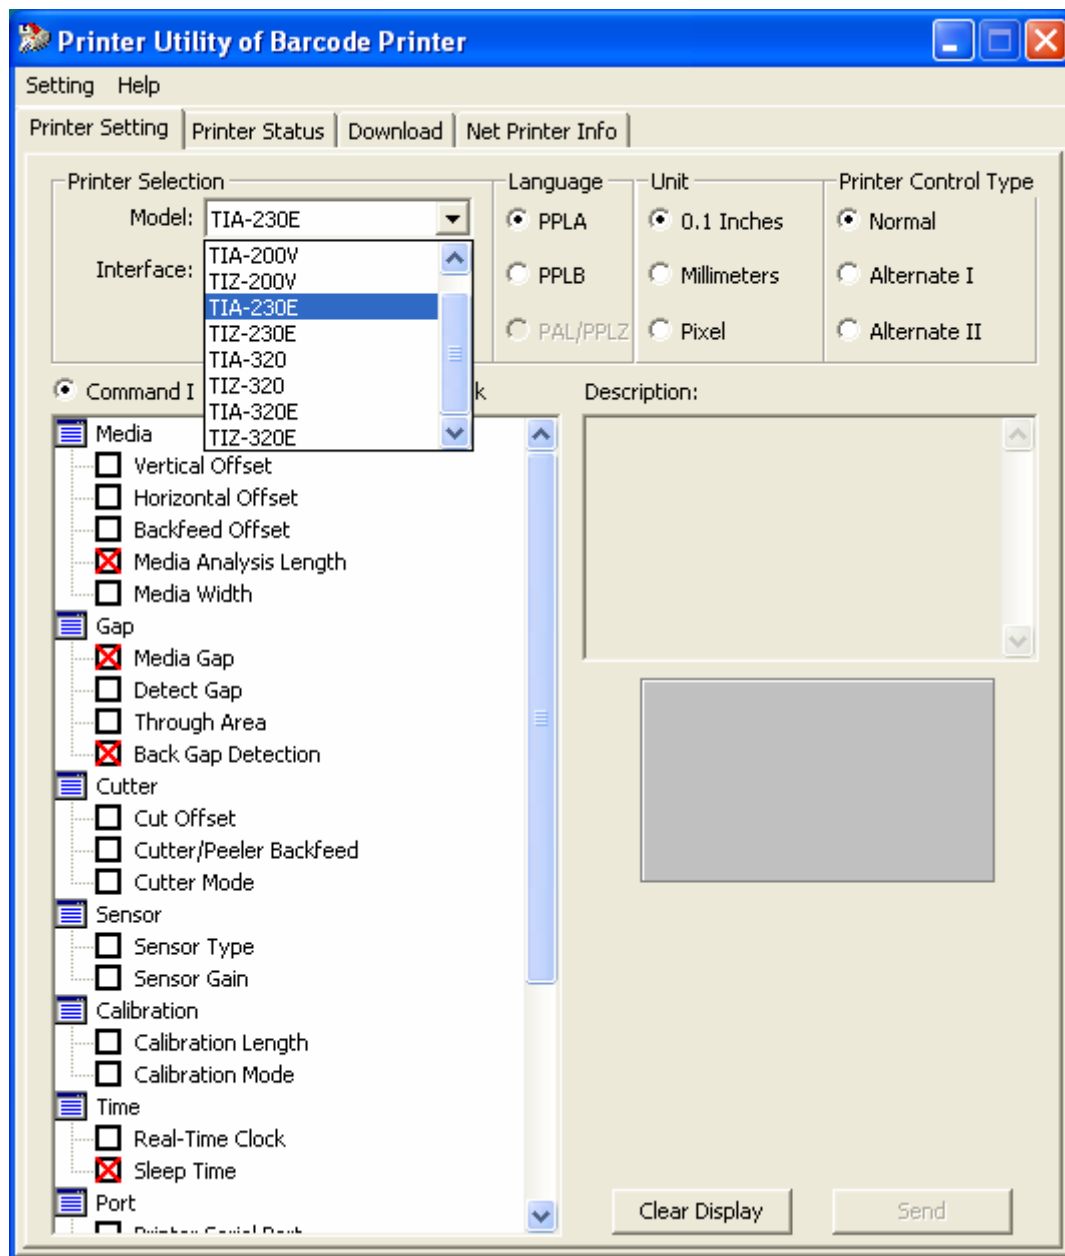 Printer Utility of Barcode Printer
Setting Help
Printer Setting Printer Status Download Net Printer Info
Printer Selection Language Unit Printer Control Type
Model: TIA-230E PPLA 0.1 Inches Normal
TIA-200V
Interface: TIZ-200V PPLB Millimeters Alternate I
TIA-230E
TIZ-230E PAL/PPLZ Pixel Alternate II
TIA-320
TIZ-320
TIA-320E
TIZ-320E
Command I Description:
Media
Vertical Offset
Horizontal Offset
Backfeed Offset
Media Analysis Length
Media Width
Gap
Media Gap
Detect Gap
Through Area
Back Gap Detection
Cutter
Cut Offset
Cutter/Peeler Backfeed
Cutter Mode
Sensor
Sensor Type
Sensor Gain
Calibration
Calibration Length
Calibration Mode
Time
Real-Time Clock
Sleep Time
Port
Clear Display Send